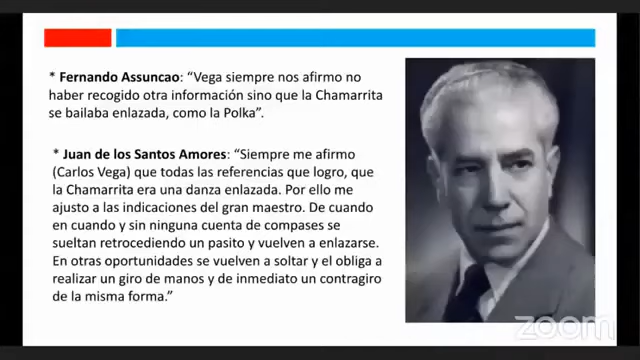 * Fernando Assuncao: “Vega siempre nos afirmo no
haber recogido otra información sino que la Chamarrita
se bailaba enlazada, como la Polka”.
* Juan de los Santos Amores: “Siempre me afirmo
(Carlos Vega) que todas las referencias que logro, que
la Chamarrita era una danza enlazada. Por ello me
ajusto a las indicaciones del gran maestro. De cuando
en cuando y sin ninguna cuenta de compases se
sueltan retrocediendo un pasito y vuelven a enlazarse.
En otras oportunidades se vuelven a soltar y el obliga a
realizar un giro de manos y de inmediato un contragiro
de la misma forma.”
zoom